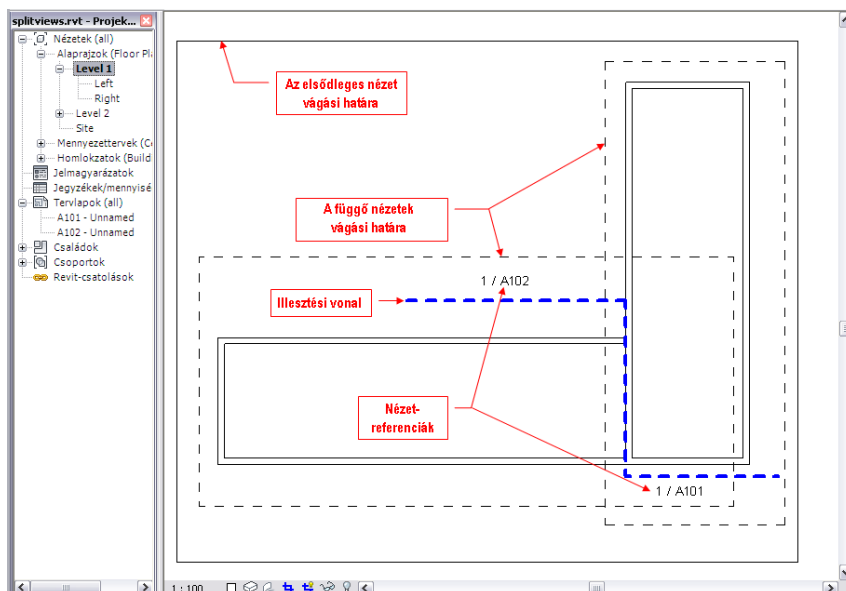 splitviews.rvt - Projek...
Nézetek (all)
Alaprajzok (Floor Pl
Level 1
Left
Right
Level 2
Site
Mennyezettervek (C
Homlokzatok (Build
Jelmagyarázatok
Jegyzékek/mennyisé
Tervlapok (all)
A101 - Unnamed
A102 - Unnamed
Családok
Csoportok
Revit-csatolások
Az elsődleges nézet
vágási határa
A függő nézetek
vágási határa
1 / A102
Illesztési vonal
Nézet-
referenciák
1 / A101
1 : 100